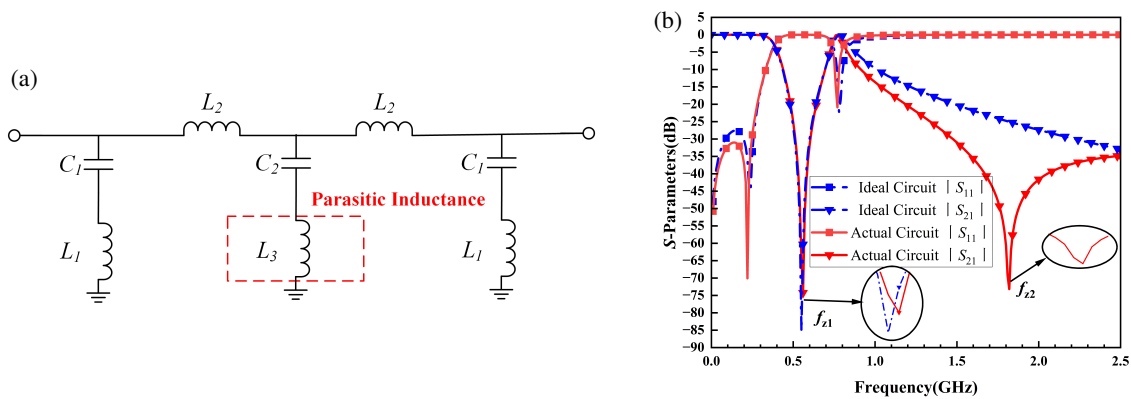 (a)
L2
L2
C1
C2
C1
Parasitic Inductance
L1
L3
L1
(b)
S-Parameters(dB)
0
−5
−10
−15
−20
−25
−30
−35
−40
−45
−50
−55
−60
−65
−70
−75
−80
−85
−90
Ideal Circuit | S11 |
Ideal Circuit | S21 |
Actual Circuit | S11 |
Actual Circuit | S21 |
fz1
fz2
0.0 0.5 1.0 1.5 2.0 2.5
Frequency(GHz)